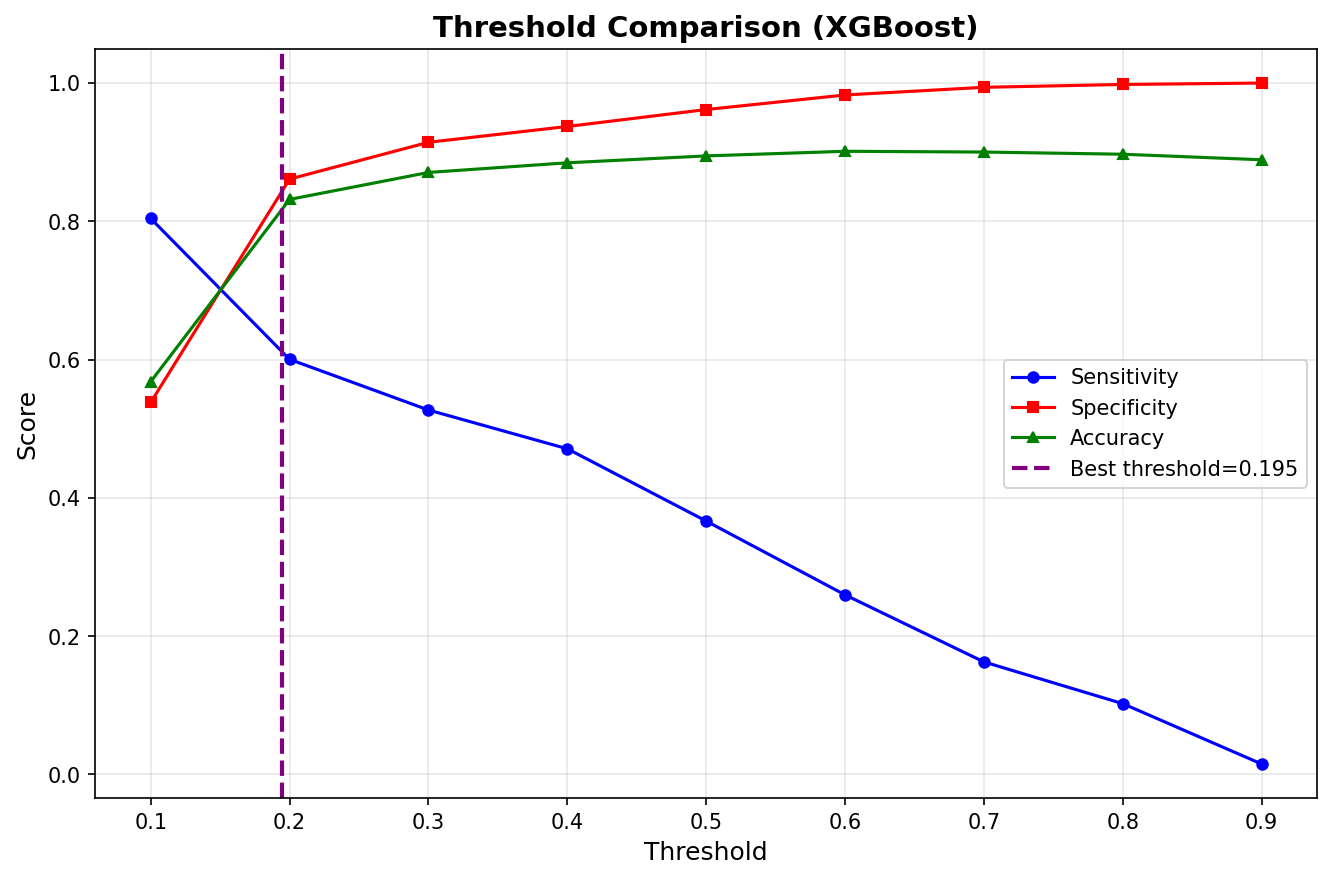 Threshold Comparison (XGBoost)
Score
1.0
0.8
0.6
0.4
0.2
0.0
Sensitivity
Specificity
Accuracy
Best threshold=0.195
0.1 0.2 0.3 0.4 0.5 0.6 0.7 0.8 0.9
Threshold